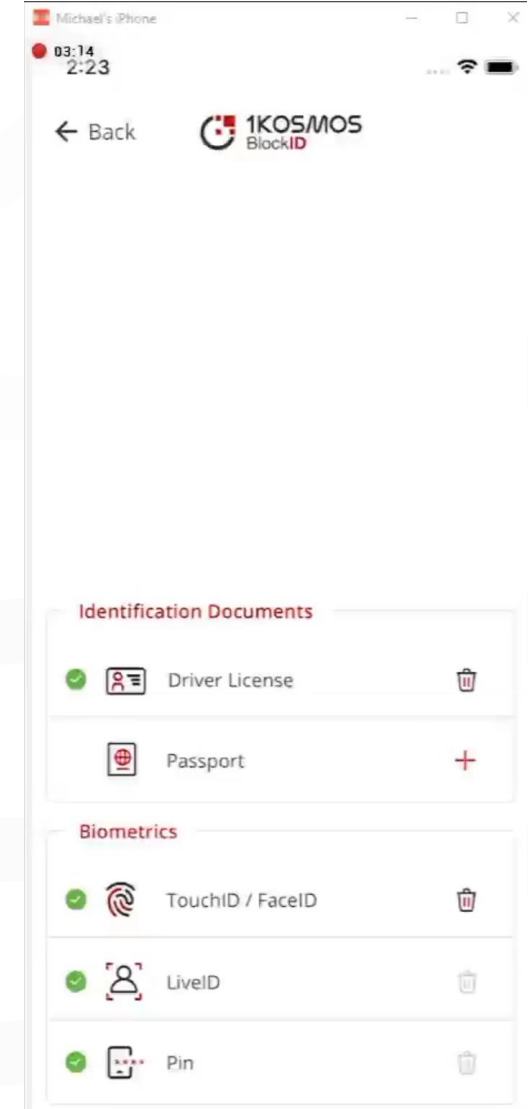 Michael's iPhone
03:14
2:23
Back
1KOSMOS
BlockID
Identification Documents
Driver License
Passport
Biometrics
TouchID / FaceID
LiveID
Pin